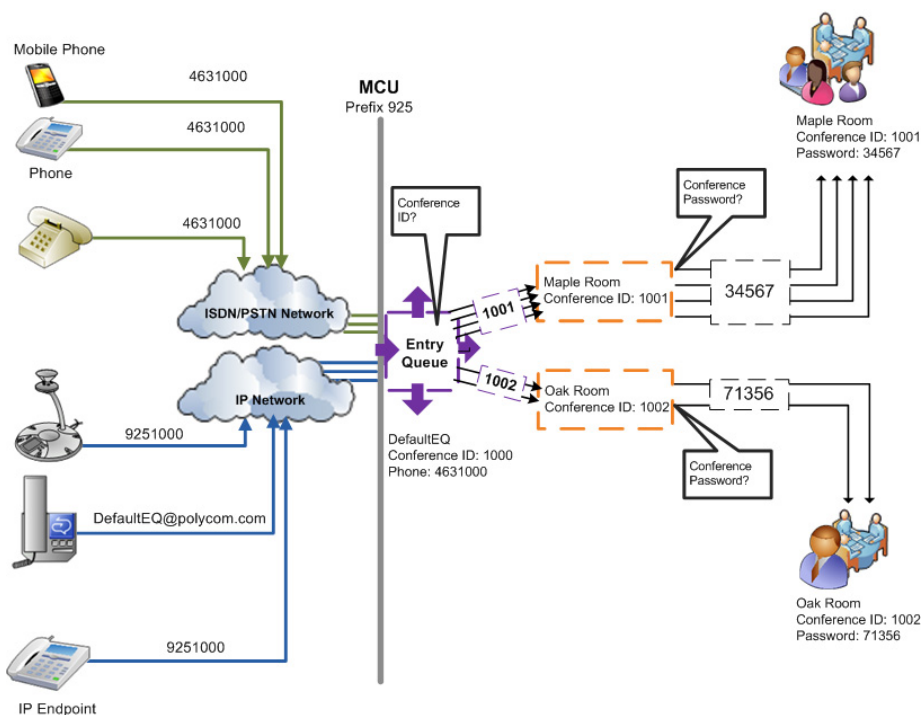 Mobile Phone
4631000
4631000
Phone
4631000
ISDN/PSTN Network
IP Network
9251000
DefaultEQ@polycom.com
9251000
IP Endpoint
MCU
Prefix 925
Conference
ID?
Entry
Queue
DefaultEQ
Conference ID: 1000
Phone: 4631000
1001
1002
Maple Room
Conference ID: 1001
Oak Room
Conference ID: 1002
Conference
Password?
Conference
Password?
34567
71356
Maple Room
Conference ID: 1001
Password: 34567
Oak Room
Conference ID: 1002
Password: 71356